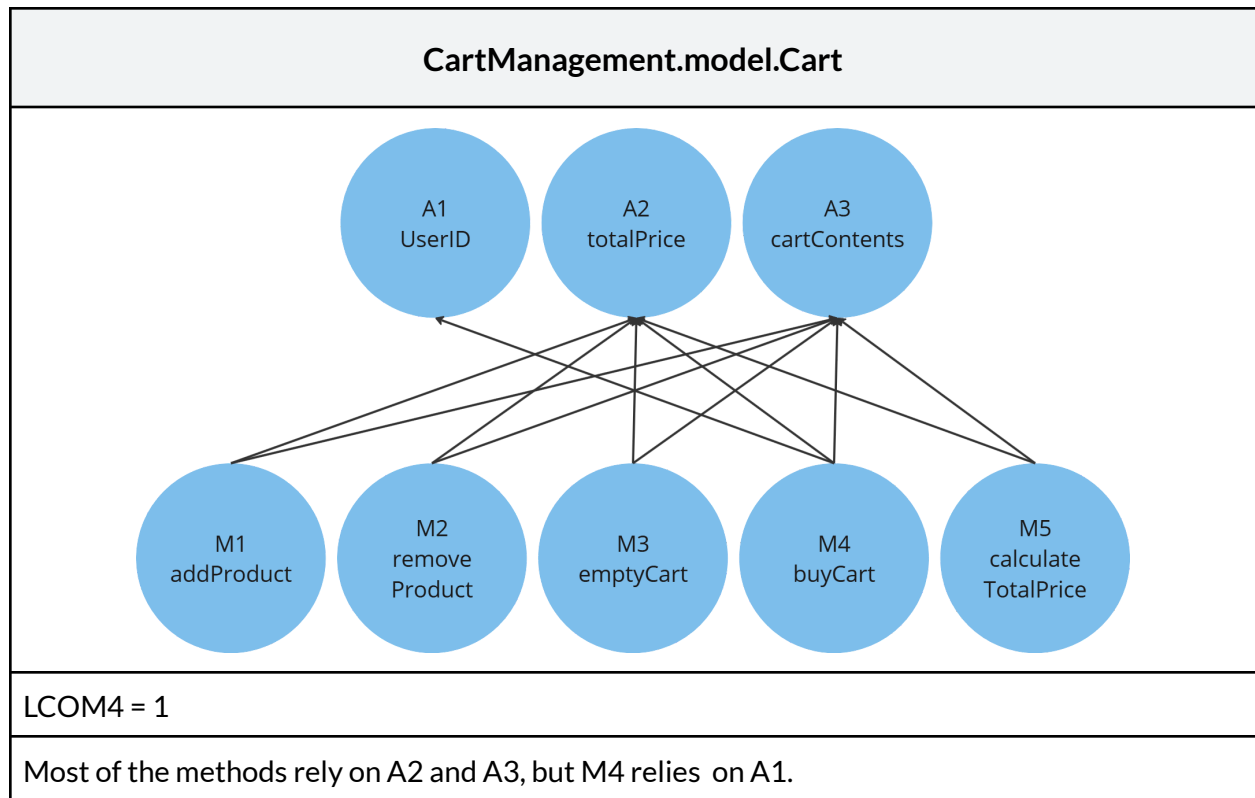 CartManagement.model.Cart
A1
UserID
A2
totalPrice
A3
cartContents
M1
addProduct
M2
remove
Product
M3
emptyCart
M4
buyCart
M5
calculate
TotalPrice
LCOM4 = 1
Most of the methods rely on A2 and A3, but M4 relies  on A1.